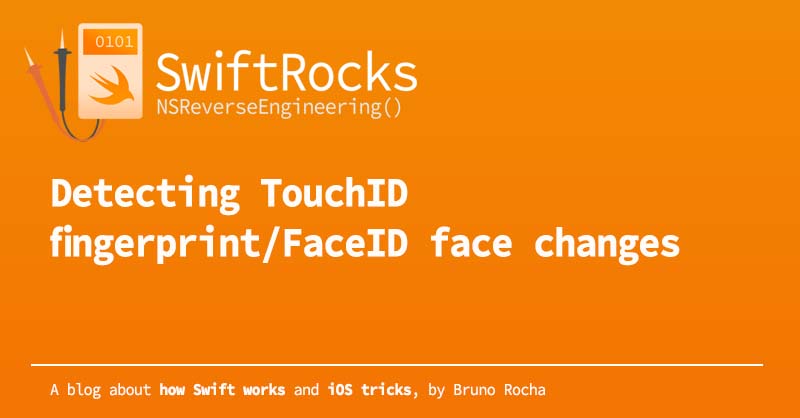 0101
SwiftRocks
NSReverseEngineering()
Detecting TouchID
fingerprint/FaceID face changes
A blog about how Swift works and iOS tricks, by Bruno Rocha